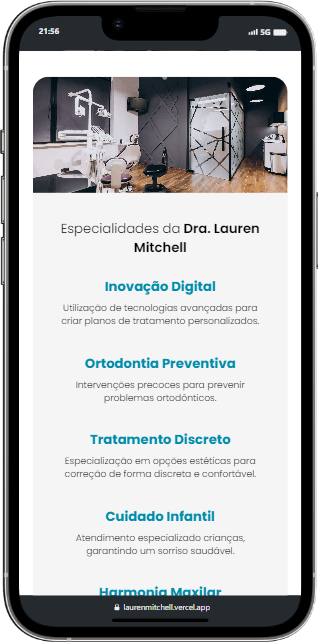 21:56
5G
Especialidades da Dra. Lauren
Mitchell
Inovação Digital
Utilização de tecnologias avançadas para
criar planos de tratamento personalizados.
Ortodontia Preventiva
Intervenções precoces para prevenir
problemas ortodônticos.
Tratamento Discreto
Especialização em opções estéticas para
correção de forma discreta e confortável.
Cuidado Infantil
Atendimento especializado crianças,
garantindo um sorriso saudável.
Harmonia Maxilar
laurenmitchell.vercel.app